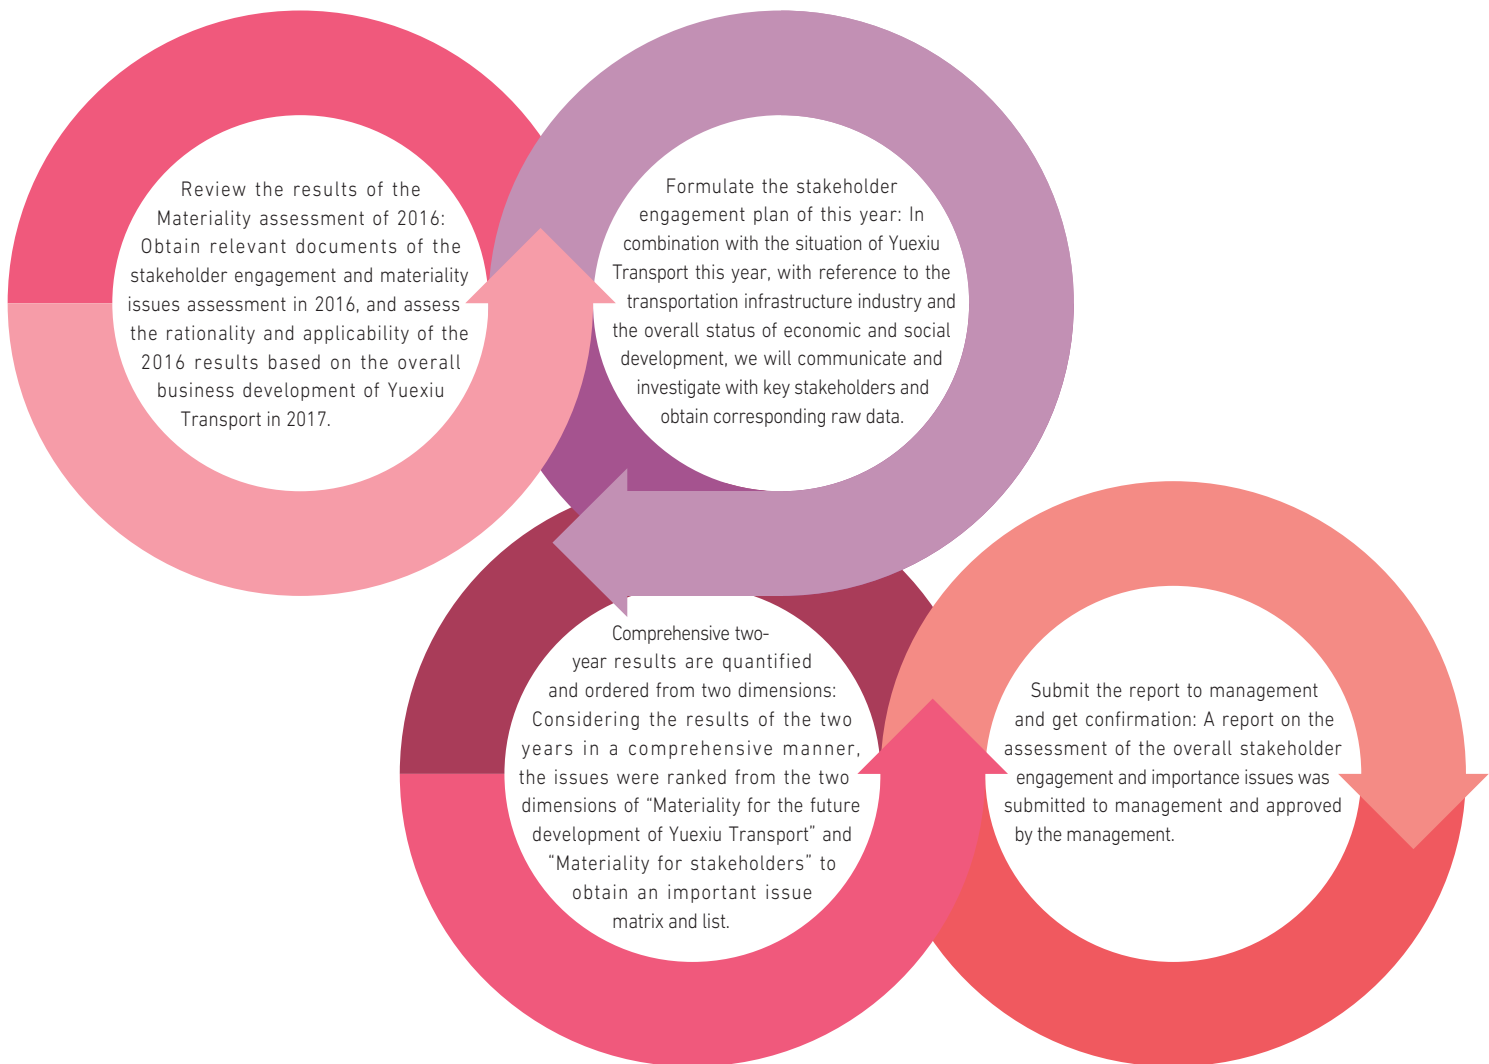 Review the results of the
Materiality assessment of 2016:
Obtain relevant documents of the
stakeholder engagement and materiality
issues assessment in 2016, and assess
the rationality and applicability of the
2016 results based on the overall
business development of Yuexiu
Transport in 2017.
Formulate the stakeholder
engagement plan of this year: In
combination with the situation of Yuexiu
Transport this year, with reference to the
transportation infrastructure industry and
the overall status of economic and social
development, we will communicate and
investigate with key stakeholders and
obtain corresponding raw data.
Comprehensive two-
year results are quantified
and ordered from two dimensions:
Considering the results of the two
years in a comprehensive manner,
the issues were ranked from the two
dimensions of “Materiality for the future
development of Yuexiu Transport” and
“Materiality for stakeholders” to
obtain an important issue
matrix and list.
Submit the report to management
and get confirmation: A report on the
assessment of the overall stakeholder
engagement and importance issues was
submitted to management and approved
by the management.